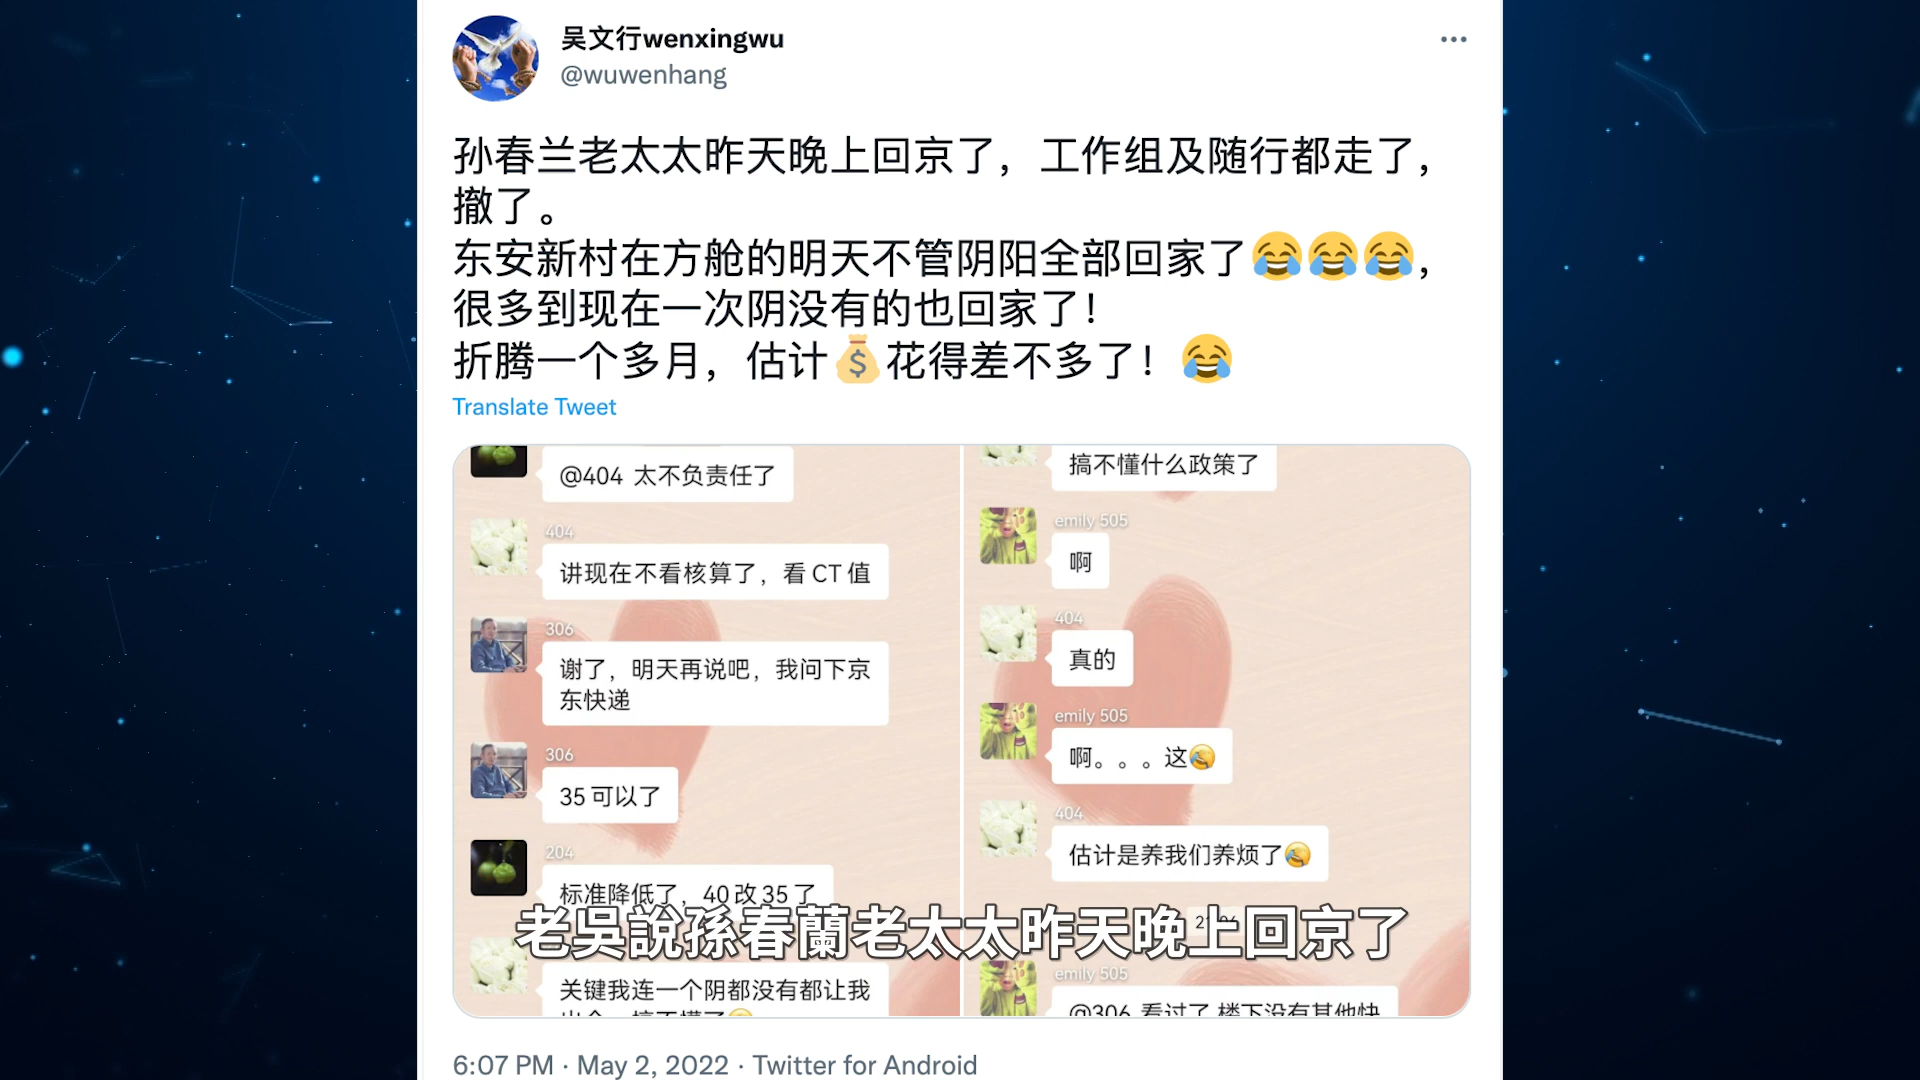 吴文行wenxingwu
@wuwenhang
孙春兰老太太昨天晚上回京了，工作组及随行都走了，
撤了。
东安新村在方舱的明天不管阴阳全部回家了😂😂😂，
很多到现在一次阴没有的也回家了！
折腾一个多月，估计💰花得差不多了！😂
Translate Tweet
@404 太不负责任了
404
讲现在不看核算了，看 CT 值
306
谢了，明天再说吧，我问下京
东快递
306
35 可以了
204
标准降低了，40 改 35 了
关键我连一个阴都没有都让我
搞不懂什么政策了
emily 505
啊
404
真的
emily 505
啊。。。这
404
估计是养我们养烦了
emily 505
@306 看过了 楼下没有其他快
老吳說孫春蘭老太太昨天晚上回京了
6:07 PM · May 2, 2022 · Twitter for Android